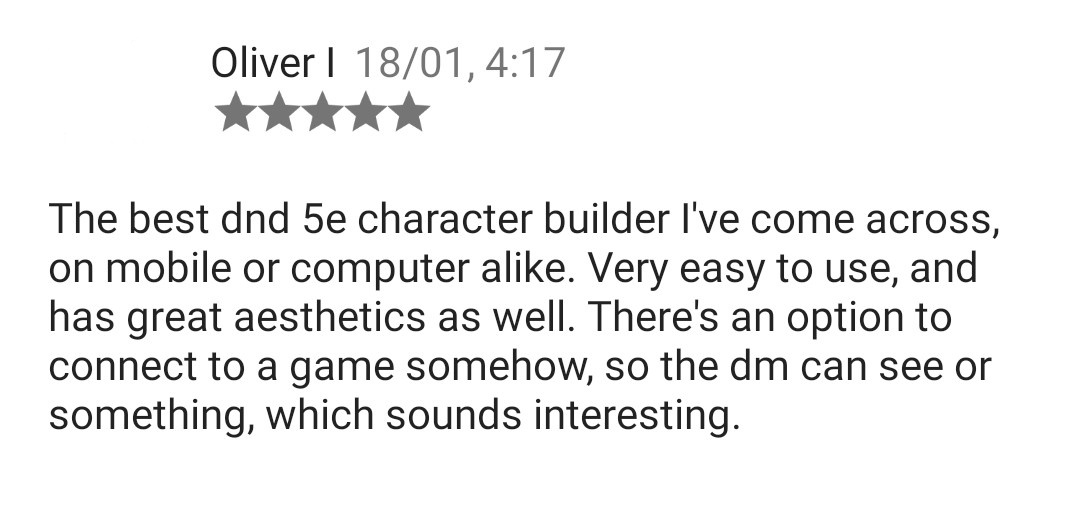 Oliver I 18/01, 4:17
The best dnd 5e character builder I've come across,
on mobile or computer alike. Very easy to use, and
has great aesthetics as well. There's an option to
connect to a game somehow, so the dm can see or
something, which sounds interesting.